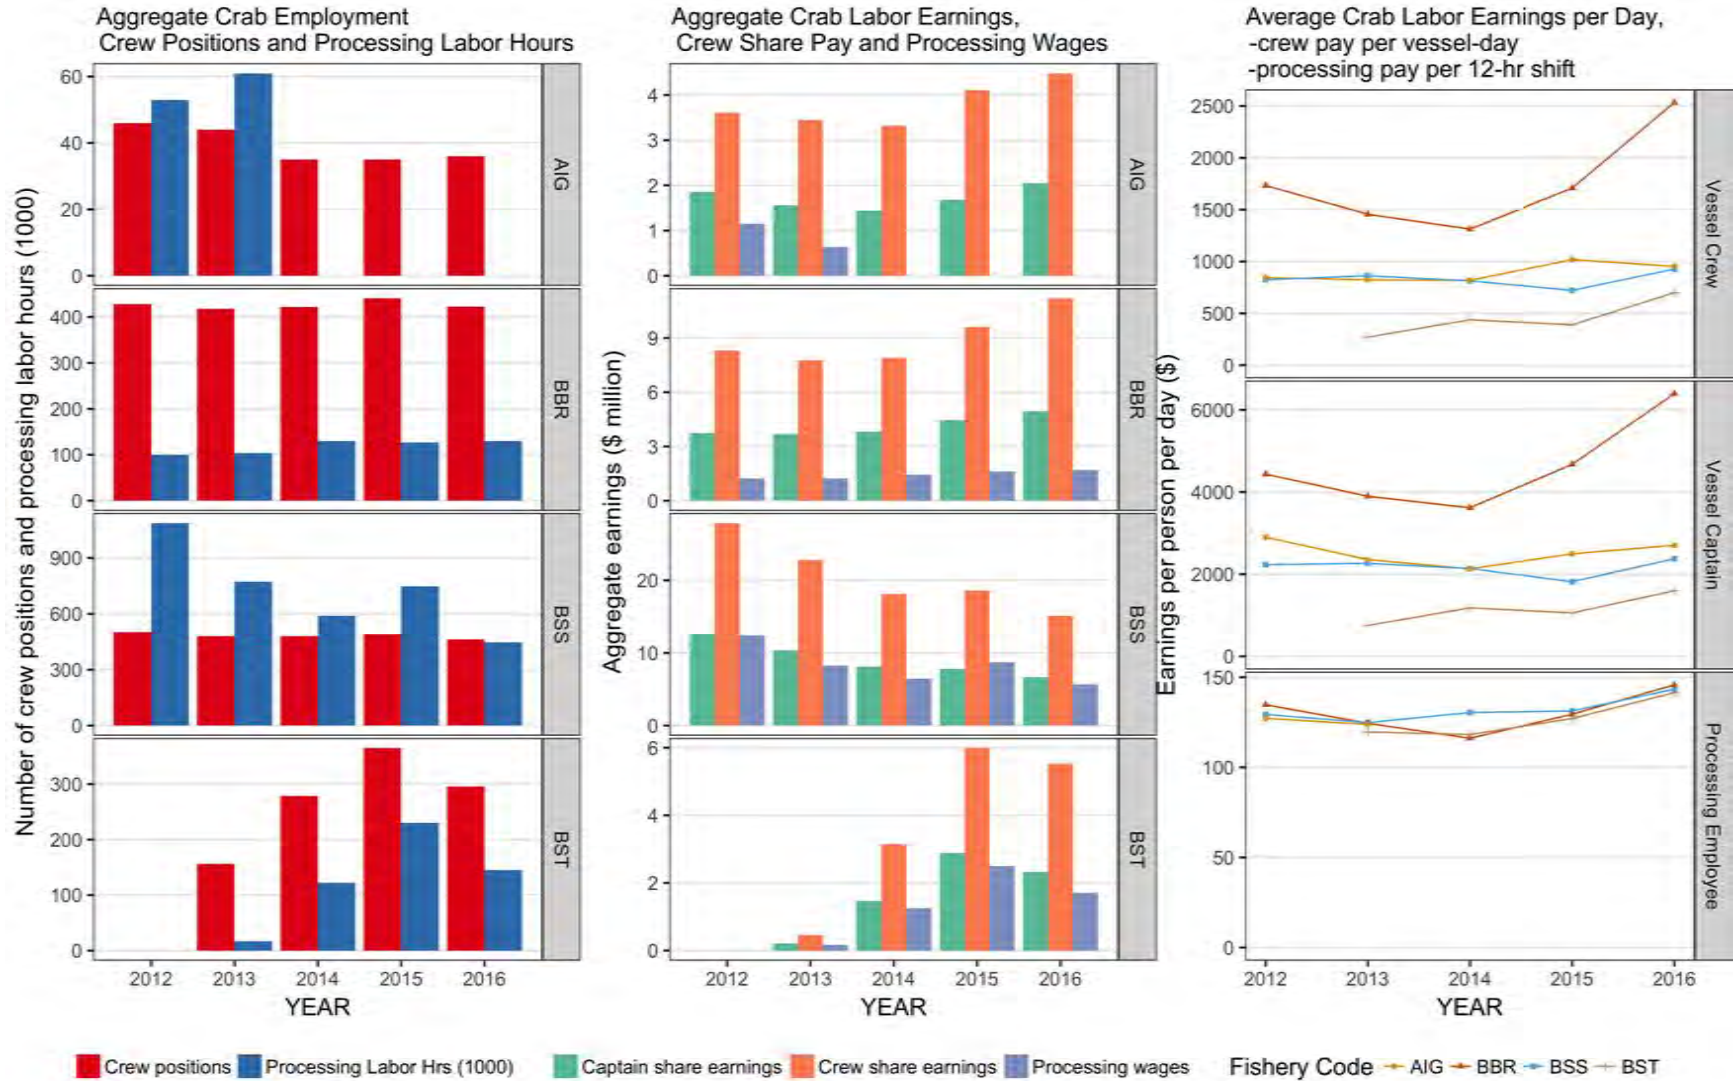 Aggregate Crab Employment
Crew Positions and Processing Labor Hours
Number of crew positions and processing labor hours (1000)
60
40
20
0
AIG
400
300
200
100
0
BBR
900
600
300
0
BSS
300
200
100
0
BST
2012 2013 2014 2015 2016
YEAR
Crew positions Processing Labor Hrs (1000)
Aggregate Crab Labor Earnings,
Crew Share Pay and Processing Wages
Aggregate earnings ($ million)
4
3
2
1
0
AIG
9
6
3
0
BBR
20
10
0
BSS
6
4
2
0
BST
2012 2013 2014 2015 2016
YEAR
Captain share earnings Crew share earnings Processing wages
Average Crab Labor Earnings per Day,
-crew pay per vessel-day
-processing pay per 12-hr shift
Earnings per person per day ($)
2500
2000
1500
1000
500
0
Vessel Crew
6000
4000
2000
0
Vessel Captain
150
100
50
0
Processing Employee
2012 2013 2014 2015 2016
YEAR
Fishery Code AIG BBR BSS BST